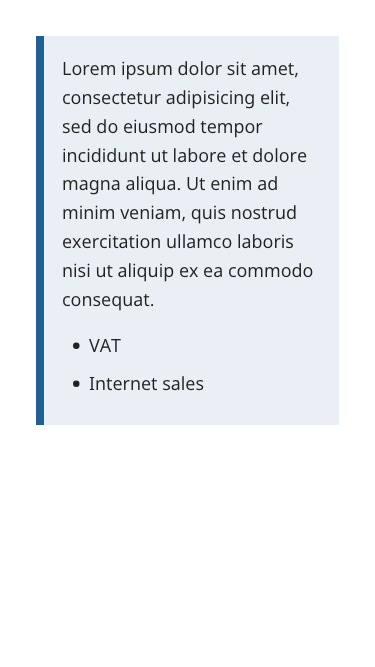 Lorem ipsum dolor sit amet,
consectetur adipisicing elit,
sed do eiusmod tempor
incididunt ut labore et dolore
magna aliqua. Ut enim ad
minim veniam, quis nostrud
exercitation ullamco laboris
nisi ut aliquip ex ea commodo
consequat.
• VAT
• Internet sales